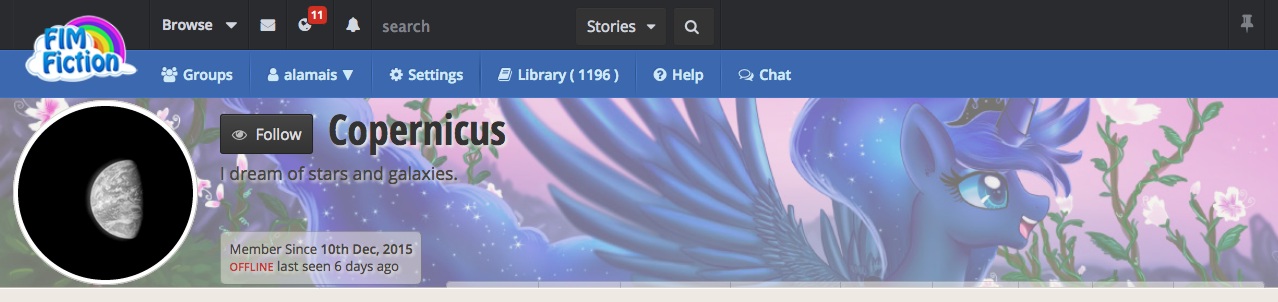 FIM Fiction
Browse 11 search Stories
Groups alamais Settings Library ( 1196 ) Help Chat
Follow Copernicus
I dream of stars and galaxies.
Member Since 10th Dec, 2015
OFFLINE last seen 6 days ago